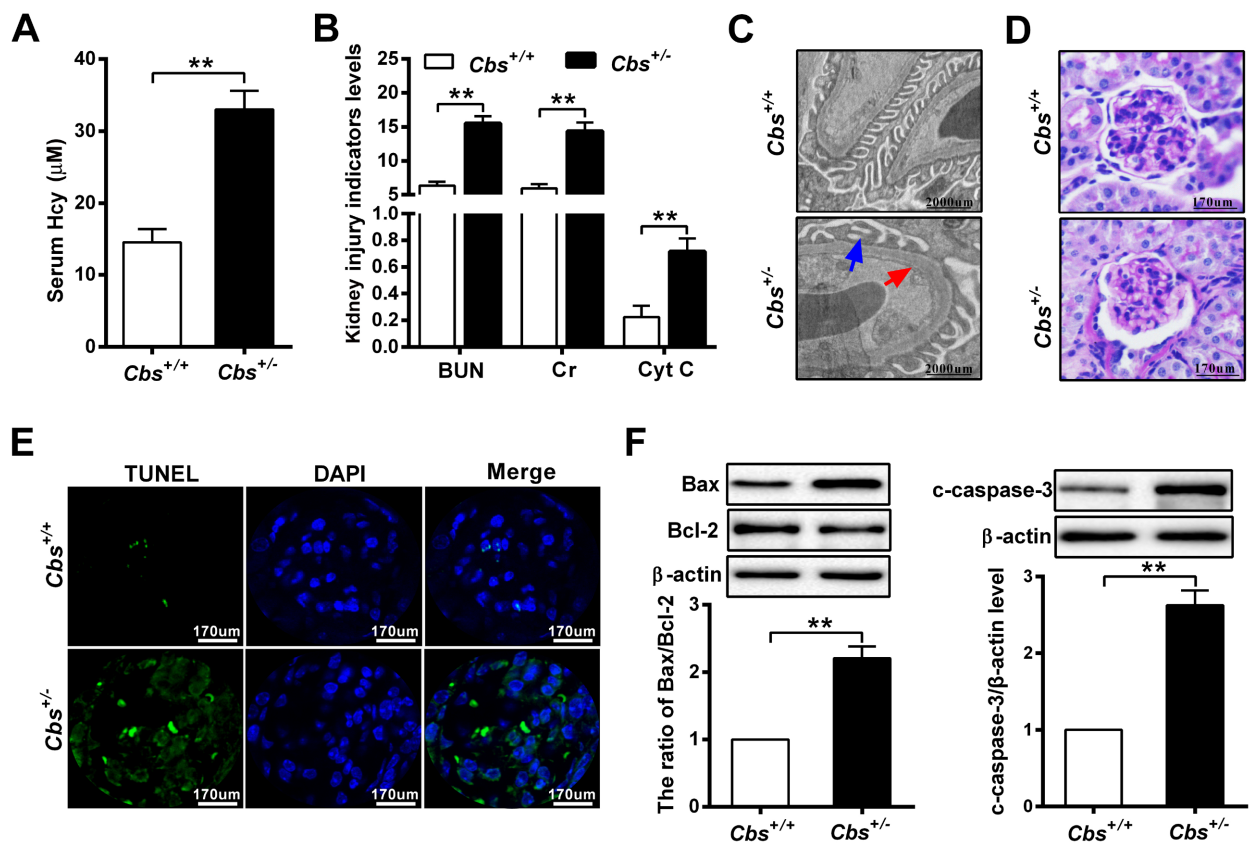 A
Serum Hcy (μM)
40
30
20
10
0
**
Cbs+/+
Cbs+/-
B
Kidney injury indicators levels
Cbs+/+
Cbs+/-
25
20
15
10
5
1.0
0.8
0.6
0.4
0.2
0.0
**
**
**
BUN
Cr
Cyt C
C
Cbs+/+
2000um
Cbs+/-
2000um
D
Cbs+/+
170um
Cbs+/-
170um
E
TUNEL
DAPI
Merge
Cbs+/+
170um
170um
170um
Cbs+/-
170um
170um
170um
F
Bax
Bcl-2
β-actin
The ratio of Bax/Bcl-2
3
2
1
0
**
Cbs+/+
Cbs+/-
c-caspase-3
β-actin
c-caspase-3/β-actin level
3
2
1
0
**
Cbs+/+
Cbs+/-